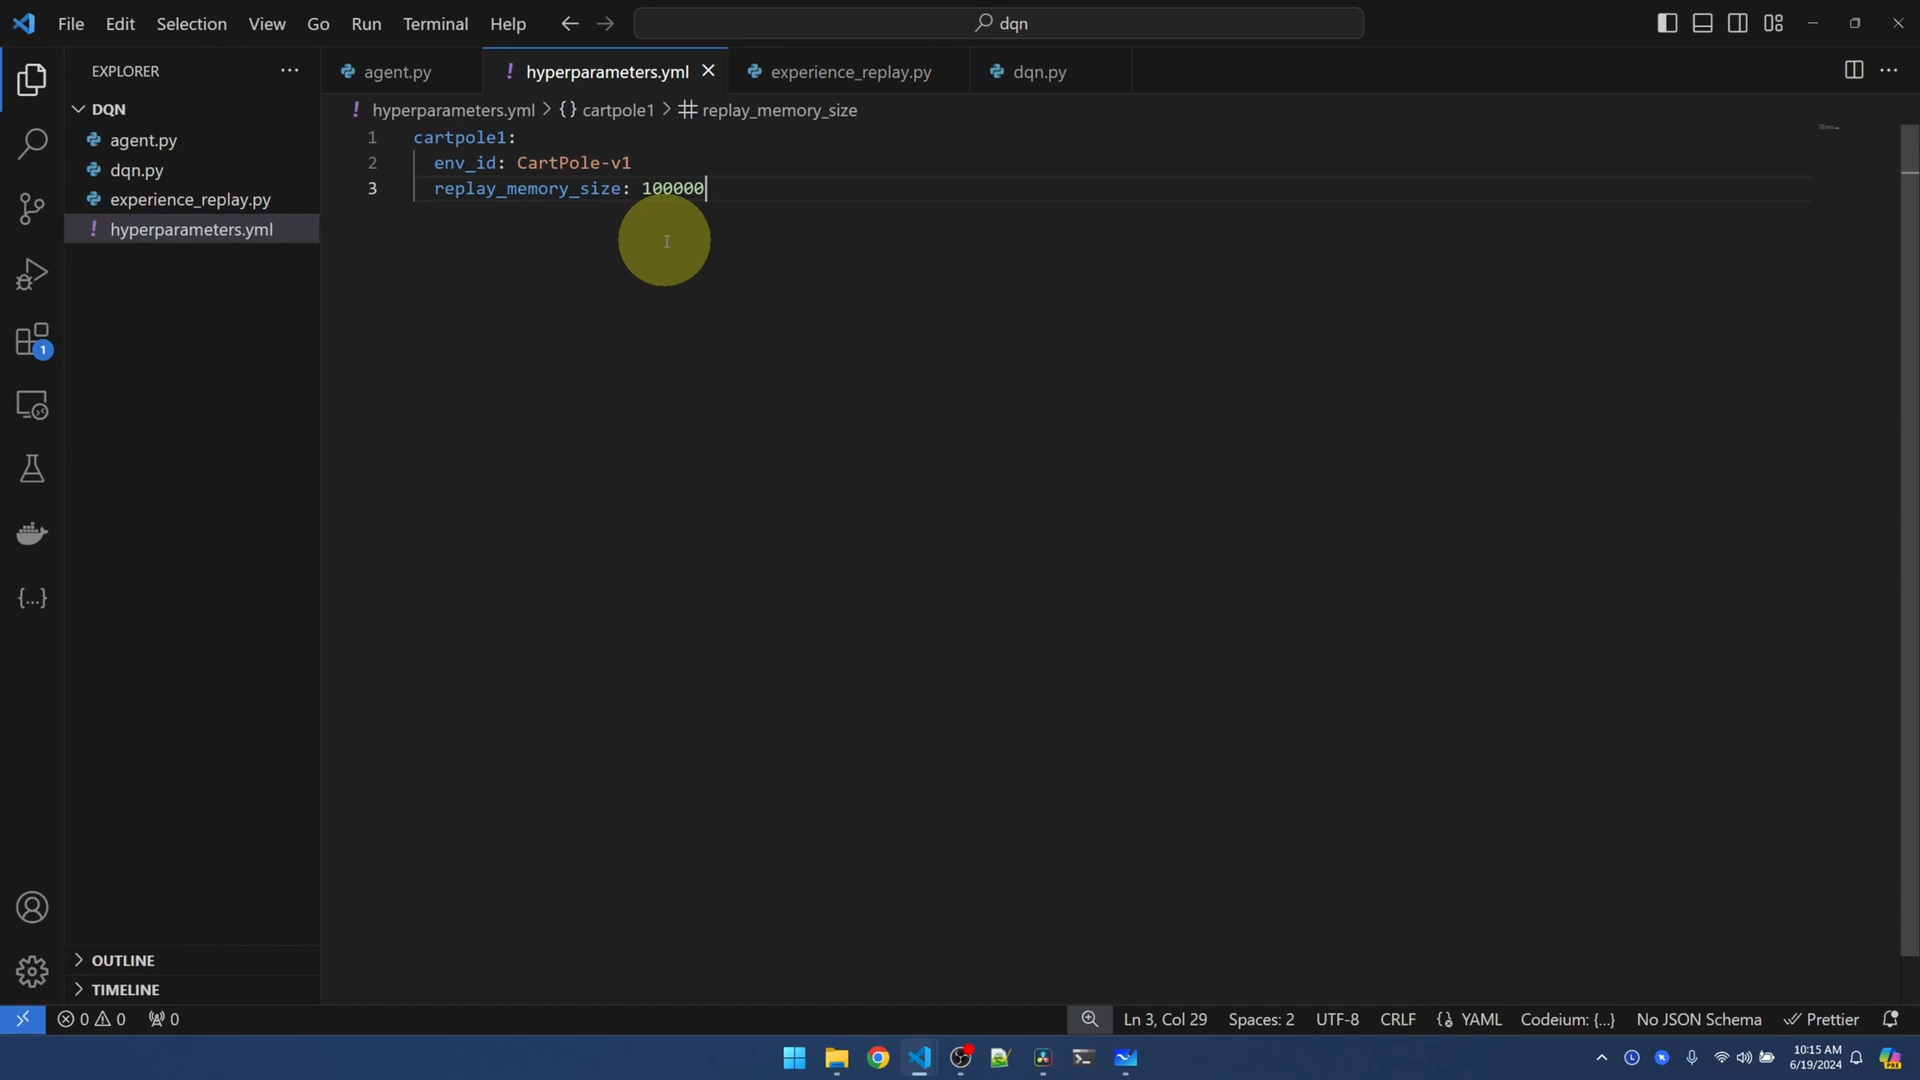 File Edit Selection View Go Run Terminal Help dqn
EXPLORER
agent.py hyperparameters.yml experience_replay.py dqn.py
DQN
hyperparameters.yml > {} cartpole1 > # replay_memory_size
agent.py
dqn.py
experience_replay.py
hyperparameters.yml
1 cartpole1:
2 env_id: CartPole-v1
3 replay_memory_size: 100000
1
{...}
OUTLINE
TIMELINE
0 0 0 Ln 3, Col 29 Spaces: 2 UTF-8 CRLF YAML Codeium: {...} No JSON Schema Prettier
10:15 AM
6/19/2024
PRE